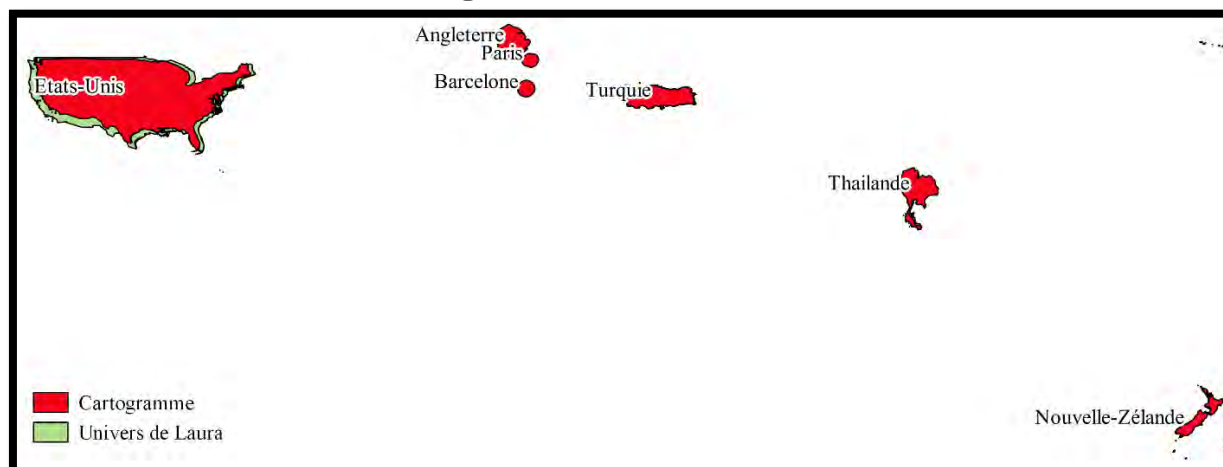 Angleterre
Paris
Etats-Unis
Barcelone
Turquie
Thailande
Cartogramme
Nouvelle-Zélande
Univers de Laura